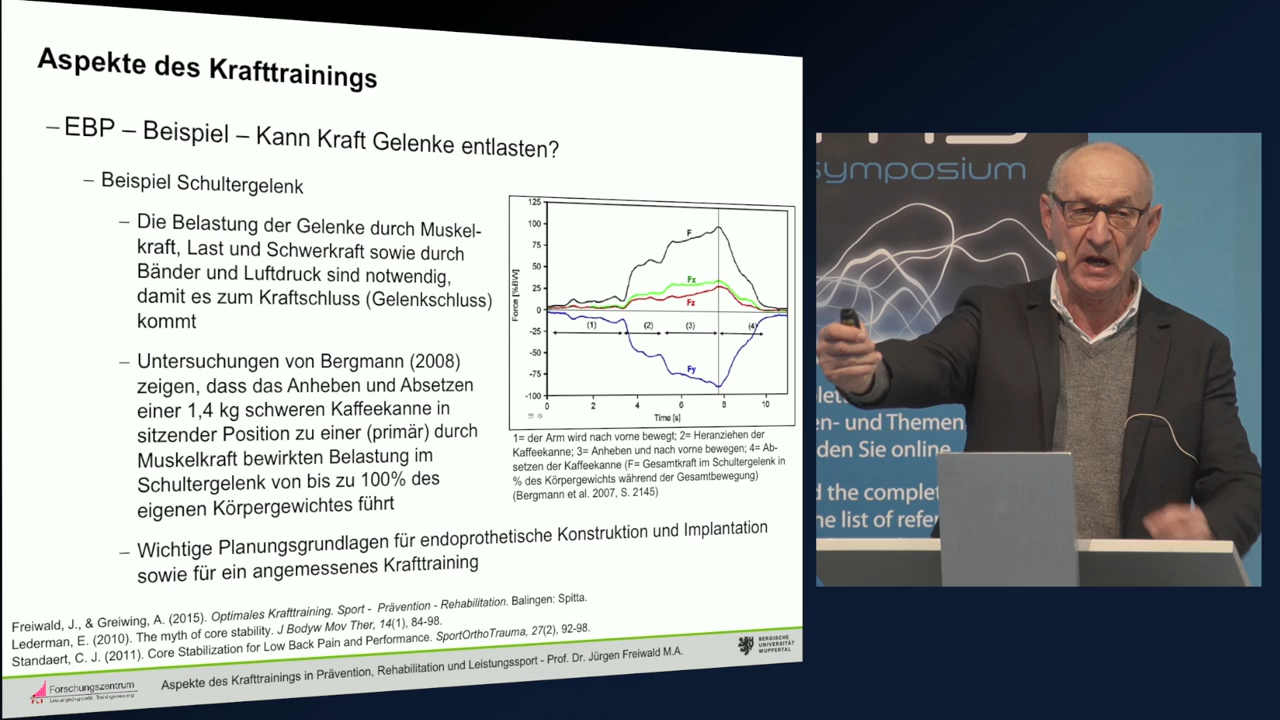 Aspekte des Krafttrainings
– EBP – Beispiel – Kann Kraft Gelenke entlasten?
– Beispiel Schultergelenk
– Die Belastung der Gelenke durch Muskel-
kraft, Last und Schwerkraft sowie durch
Bänder und Luftdruck sind notwendig,
damit es zum Kraftschluss (Gelenkschluss)
kommt
– Untersuchungen von Bergmann (2008)
zeigen, dass das Anheben und Absetzen
einer 1,4 kg schweren Kaffeekanne in
sitzender Position zu einer (primär) durch
Muskelkraft bewirkten Belastung im
Schultergelenk von bis zu 100% des
eigenen Körpergewichtes führt
125
100
75
50
25
0
-25
-50
-75
-100
Force [%BW]
F
Fx
Fz
(1)
(2)
(3)
(4)
Fy
0
2
4
6
8
10
Time [s]
1= der Arm wird nach vorne bewegt; 2= Heranziehen der
Kaffeekanne; 3= Anheben und nach vorne bewegen; 4= Ab-
setzen der Kaffeekanne (F= Gesamtkraft im Schultergelenk in
% des Körpergewichts während der Gesamtbewegung)
(Bergmann et al. 2007, S. 2145)
– Wichtige Planungsgrundlagen für endoprothetische Konstruktion und Implantation
sowie für ein angemessenes Krafttraining
Freiwald, J., & Greiwing, A. (2015). Optimales Krafttraining. Sport - Prävention - Rehabilitation. Balingen: Spitta.
Lederman, E. (2010). The myth of core stability. J Bodyw Mov Ther, 14(1), 84-98.
Standaert, C. J. (2011). Core Stabilization for Low Back Pain and Performance. SportOrthoTrauma, 27(2), 92-98.
Forschungszentrum
FLT
Aspekte des Krafttrainings in Prävention, Rehabilitation und Leistungssport - Prof. Dr. Jürgen Freiwald M.A.
BERGISCHE
UNIVERSITÄT
WUPPERTAL
symposium
en- und Themen
den Sie online
d the complet
he list of refer